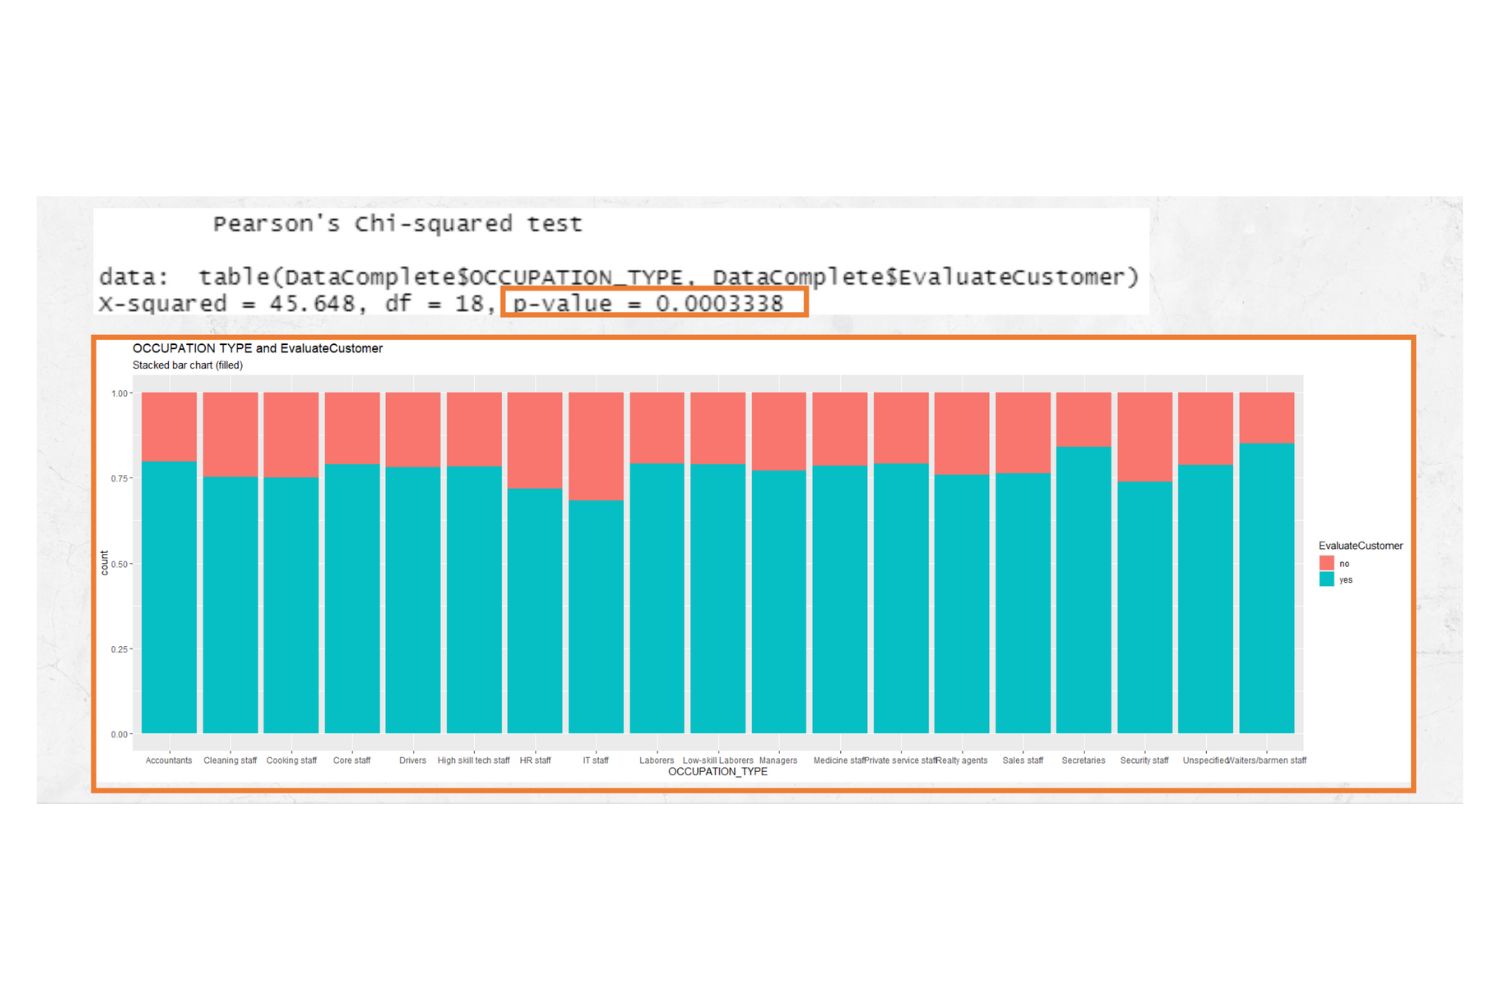 Pearson's Chi-squared test
data: table(DataComplete$OCCUPATION_TYPE, DataComplete$EvaluateCustomer)
X-squared = 45.648, df = 18, p-value = 0.0003338
OCCUPATION TYPE and EvaluateCustomer
Stacked bar chart (filled)
1.00
0.75
0.50
0.25
0.00
count
EvaluateCustomer
no
yes
Accountants Cleaning staff Cooking staff Core staff Drivers High skill tech staff HR staff IT staff Laborers Low-skill Laborers Managers Medicine staff Private service staff Realty agents Sales staff Secretaries Security staff Unspecified Waiters/barmen staff
OCCUPATION_TYPE